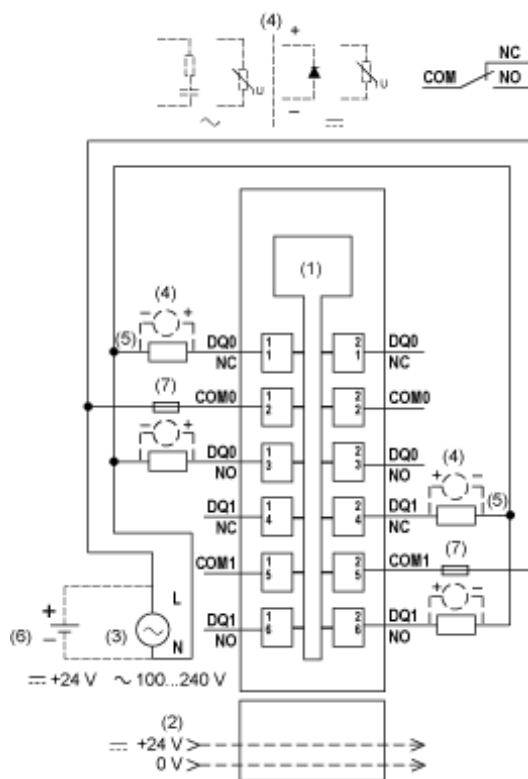 (4)
+
U
U
−
NC
COM
NO
(1)
(4)
− +
(5)
DQ0
NC
1
1
2
1
DQ0
NC
(7)
COM0
1
2
2
2
COM0
− +
DQ0
NO
1
3
2
3
DQ0
NO
(4)
+ −
(5)
DQ1
NC
1
4
2
4
DQ1
NC
(7)
COM1
1
5
2
5
COM1
+ −
DQ1
NO
1
6
2
6
DQ1
NO
+
(6)
−
(3)
L
N
+24 V ~ 100...240 V
(2)
+24 V
0 V